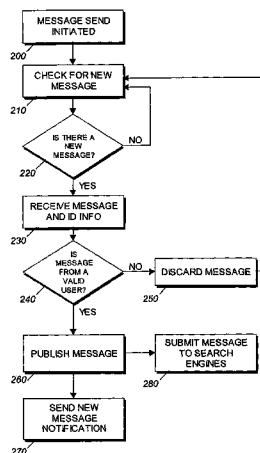 MESSAGE SEND
INITIATED
200
CHECK FOR NEW
MESSAGE
210
IS THERE A
NEW
MESSAGE?
NO
220
YES
RECEIVE MESSAGE
AND ID INFO
230
IS
MESSAGE
FROM A
VALID
USER?
NO
DISCARD MESSAGE
240
250
YES
PUBLISH MESSAGE
SUBMIT MESSAGE
TO SEARCH
ENGINES
260
280
SEND NEW
MESSAGE
NOTIFICATION
270